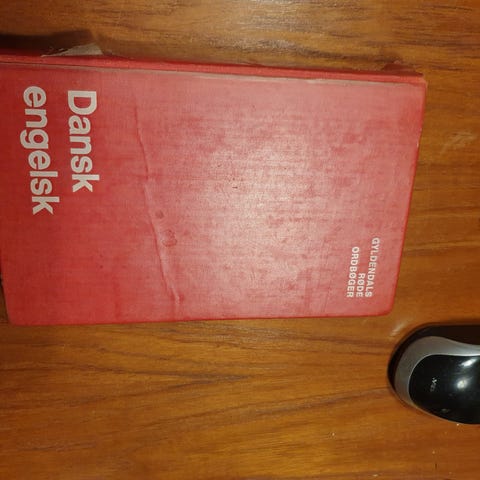 Dansk
engelsk
GYLDENDALS
RØDE
ORDBØGER